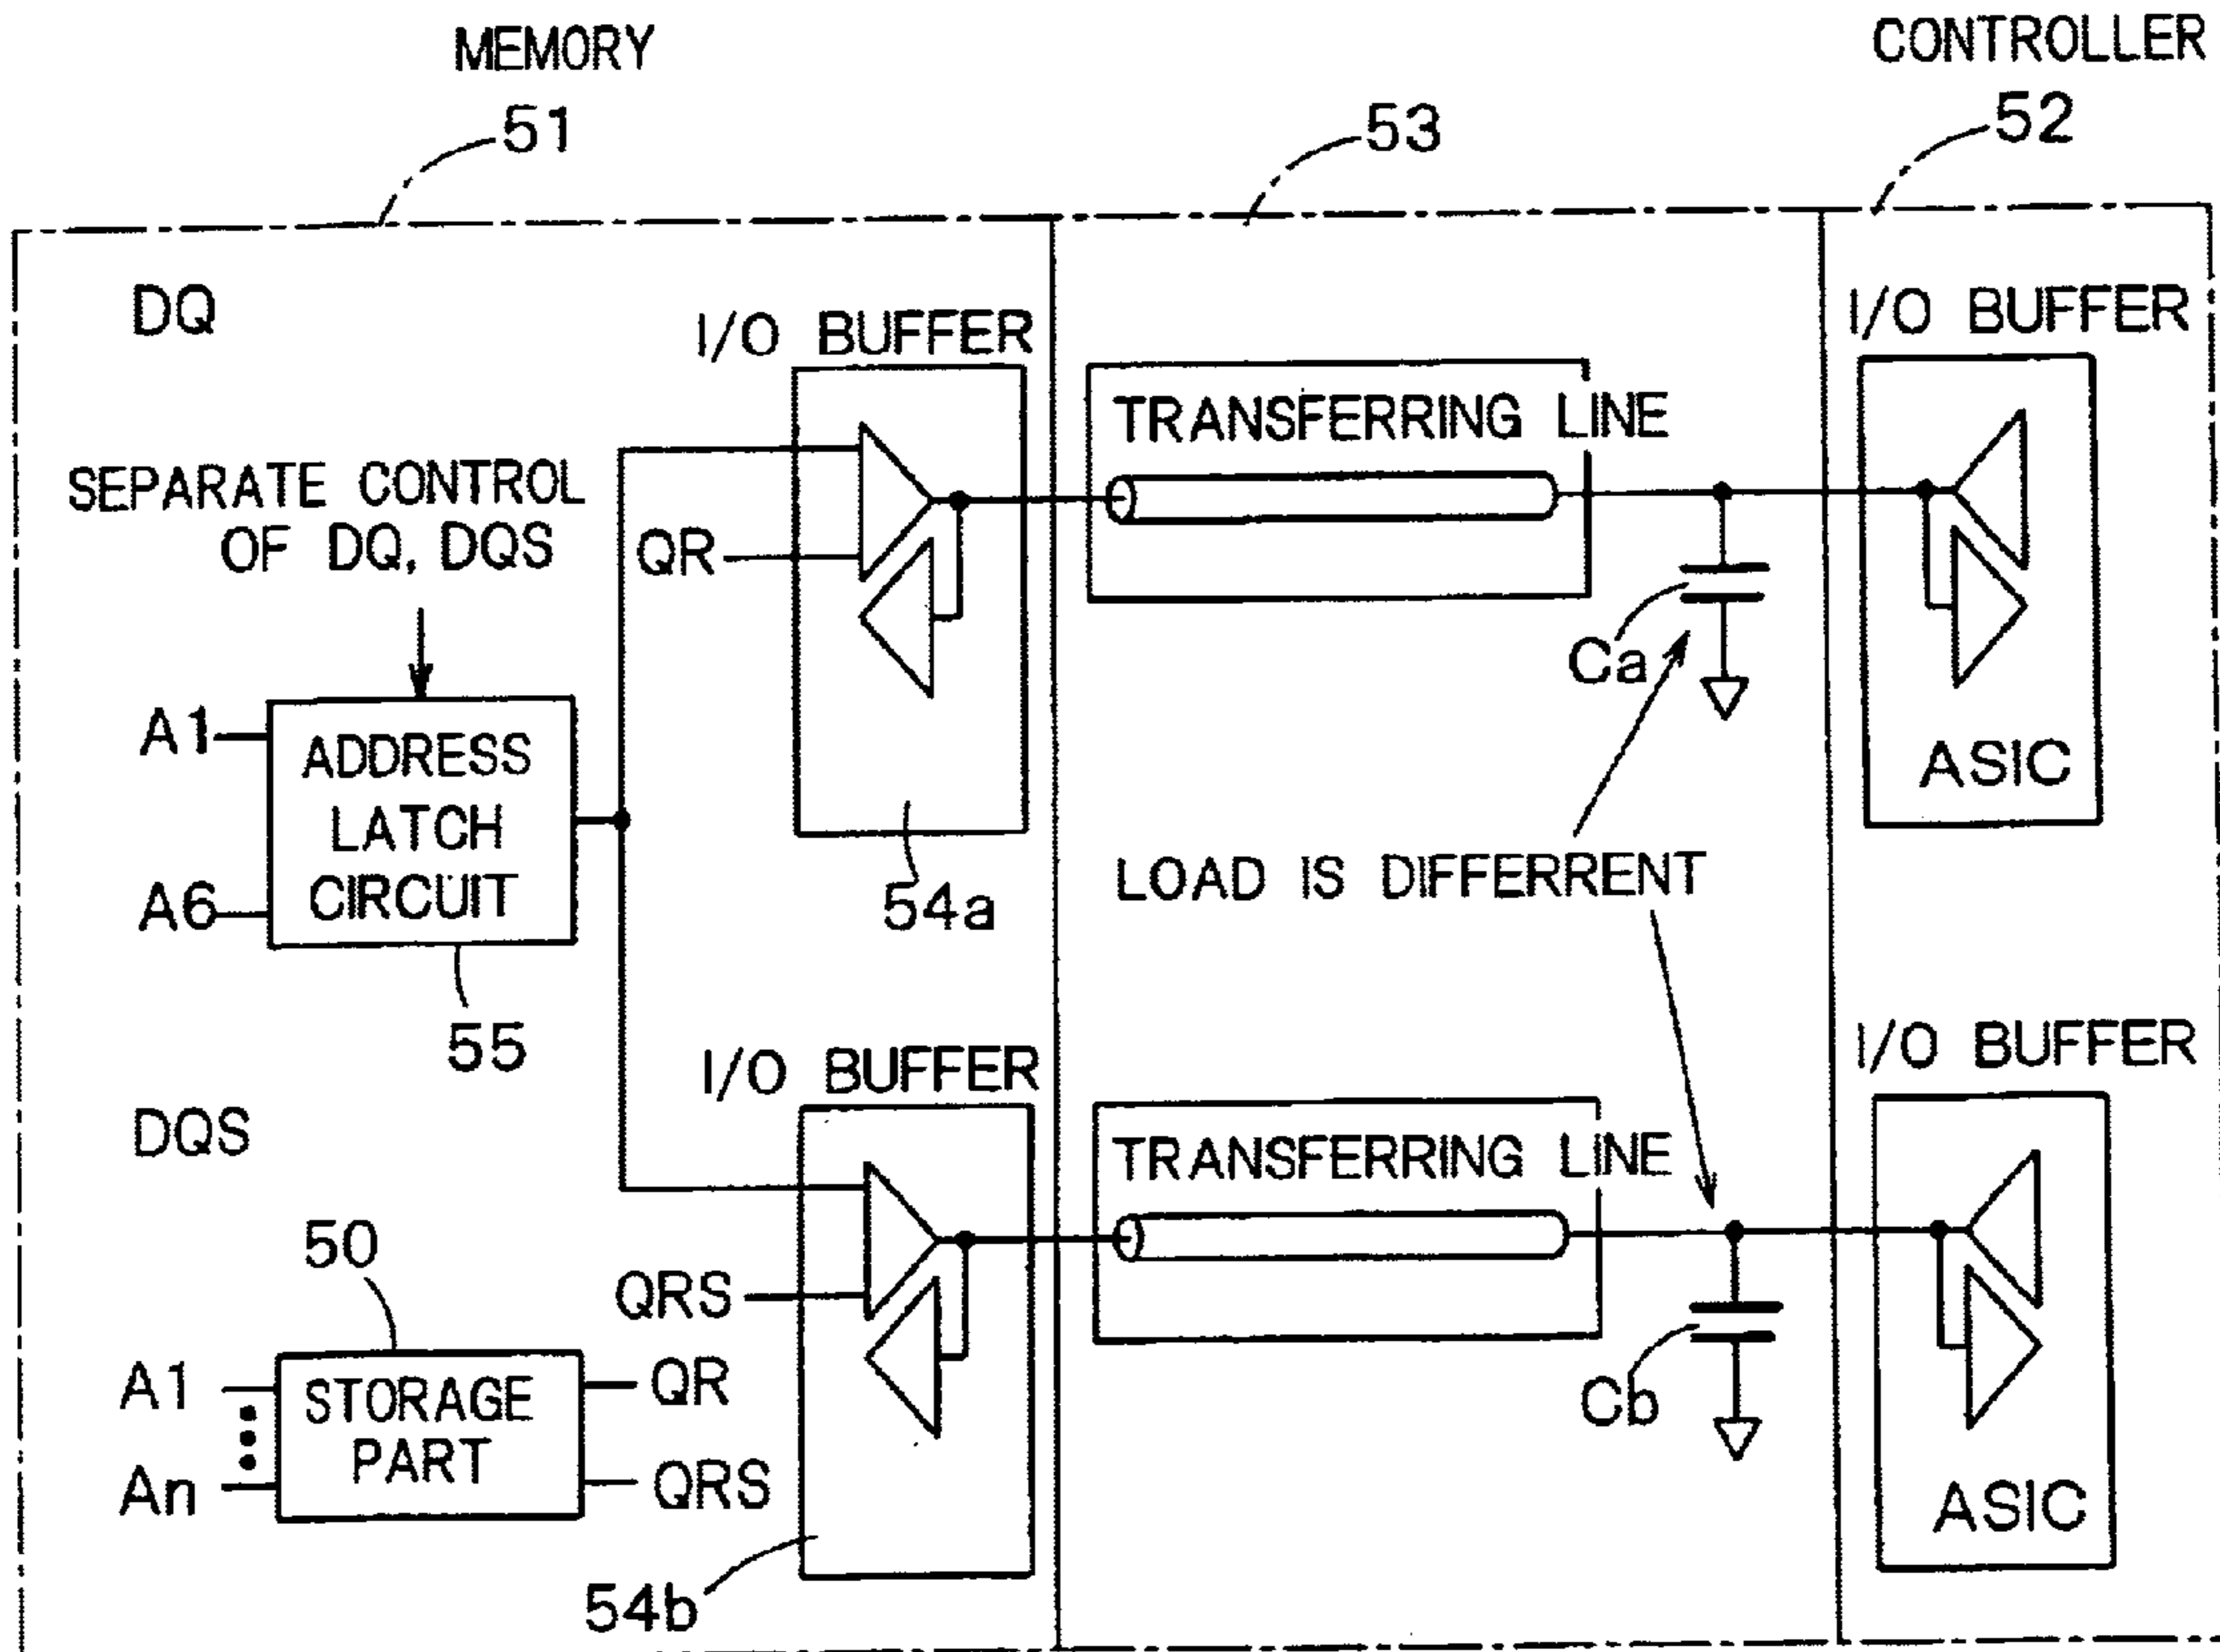 MEMORY
CONTROLLER
51
53
52
DQ
I/O BUFFER
I/O BUFFER
TRANSFERRING LINE
SEPARATE CONTROL
OF DQ, DQS
QR
Ca
A1
ADDRESS
LATCH
CIRCUIT
A6
ASIC
54a
LOAD IS DIFFERRENT
55
I/O BUFFER
I/O BUFFER
DQS
TRANSFERRING LINE
50
QRS
A1
STORAGE
PART
QR
Cb
An
QRS
ASIC
54b